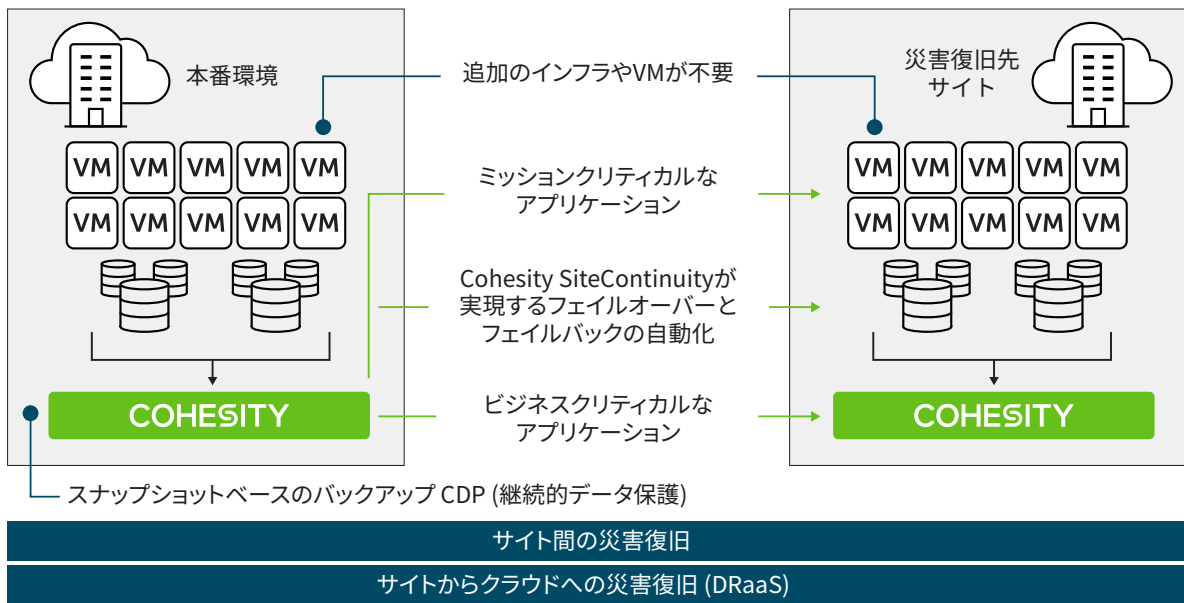 本番環境
追加のインフラやVMが不要
災害復旧先
サイト
VM VM VM VM VM
VM VM VM VM VM
VM VM VM VM VM
VM VM VM VM VM
ミッションクリティカルな
アプリケーション
Cohesity SiteContinuityが
実現するフェイルオーバーと
フェイルバックの自動化
COHESITY
ビジネスクリティカルな
アプリケーション
COHESITY
スナップショットベースのバックアップ CDP (継続的データ保護)
サイト間の災害復旧
サイトからクラウドへの災害復旧 (DRaaS)